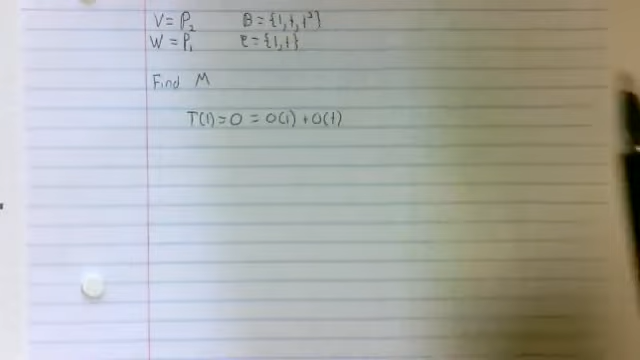 V = P₂ B = {1, t, t²}
W = P₁ C = {1, t}
Find M
T(1) = 0 = 0(1) + 0(t)